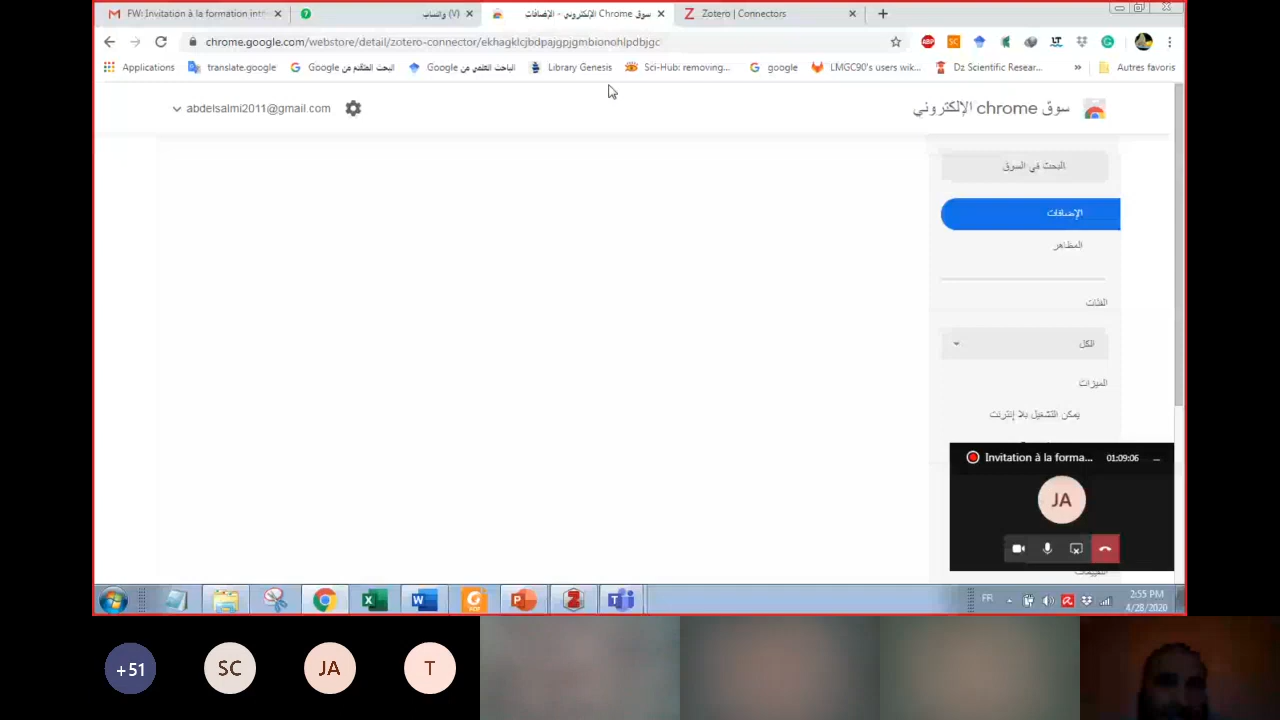 FW: Invitation à la formation inti
(V) واتساب
سوق Chrome الإلكتروني - الإضافات
Zotero | Connectors
chrome.google.com/webstore/detail/zotero-connector/ekhagklcjbdpajgpjgmbionohlpdbjgc
Applications
translate.google
البحث المتقدم من Google
الباحث العلمي من Google
Library Genesis
Sci-Hub: removing...
google
LMGC90's users wik...
Dz Scientific Resear...
»
Autres favoris
abdelsalmi2011@gmail.com
سوق chrome الإلكتروني
البحث في السوق
الإضافات
المظاهر
الفئات
الكل
الميزات
يمكن التشغيل بلا إنترنت
Invitation à la forma...
01:09:06
JA
التقييمات
FR
2:55 PM
4/28/2020
+51
SC
JA
T